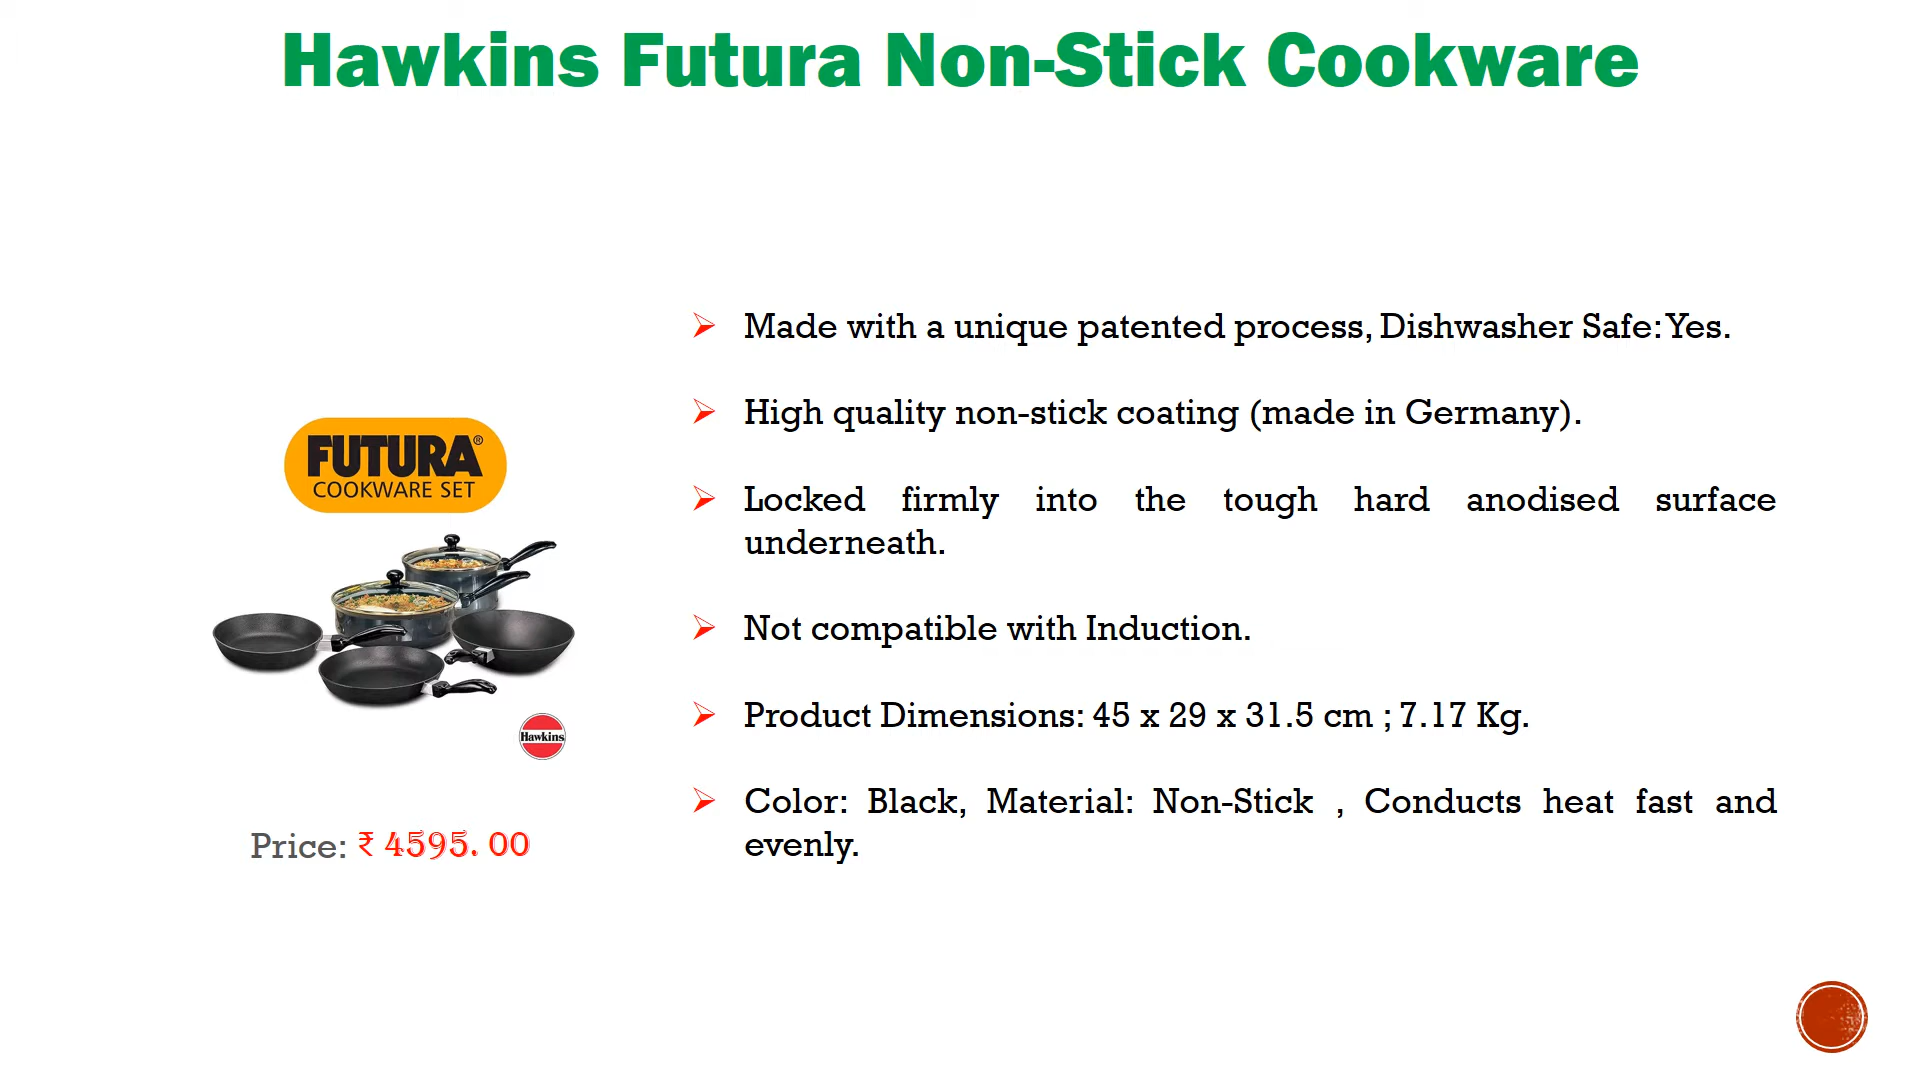 Hawkins Futura Non-Stick Cookware
Made with a unique patented process, Dishwasher Safe: Yes.
High quality non-stick coating (made in Germany).
Locked firmly into the tough hard anodised surface
underneath.
Not compatible with Induction.
Product Dimensions: 45 x 29 x 31.5 cm ; 7.17 Kg.
Color: Black, Material: Non-Stick , Conducts heat fast and
evenly.
FUTURA®
COOKWARE SET
Hawkins
Price: ₹ 4595. 00